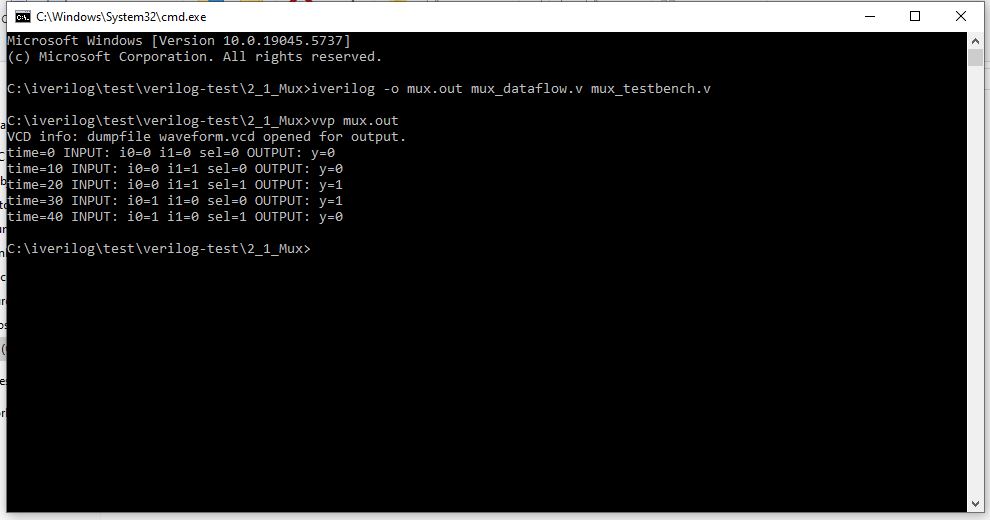 C:\Windows\System32\cmd.exe
Microsoft Windows [Version 10.0.19045.5737]
(c) Microsoft Corporation. All rights reserved.
C:\iverilog\test\verilog-test\2_1_Mux>iverilog -o mux.out mux_dataflow.v mux_testbench.v
C:\iverilog\test\verilog-test\2_1_Mux>vvp mux.out
VCD info: dumpfile waveform.vcd opened for output.
time=0 INPUT: i0=0 i1=0 sel=0 OUTPUT: y=0
time=10 INPUT: i0=0 i1=1 sel=0 OUTPUT: y=0
time=20 INPUT: i0=0 i1=1 sel=1 OUTPUT: y=1
time=30 INPUT: i0=1 i1=0 sel=0 OUTPUT: y=1
time=40 INPUT: i0=1 i1=0 sel=1 OUTPUT: y=0
C:\iverilog\test\verilog-test\2_1_Mux>